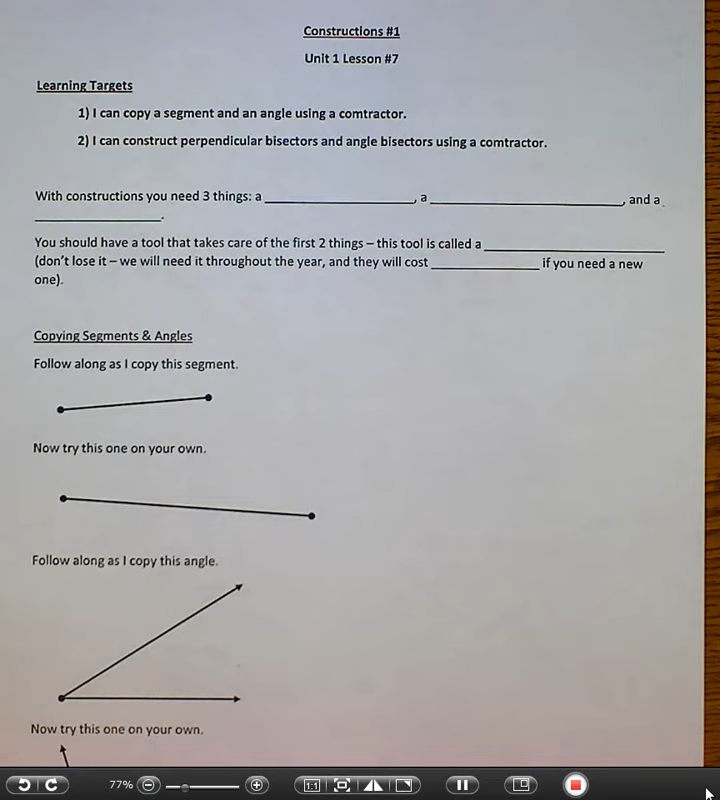 Constructions #1
Unit 1 Lesson #7
Learning Targets
1) I can copy a segment and an angle using a comtractor.
2) I can construct perpendicular bisectors and angle bisectors using a comtractor.
With constructions you need 3 things: a ____________________, a __________________________, and a
_________________.
You should have a tool that takes care of the first 2 things – this tool is called a ________________________
(don't lose it – we will need it throughout the year, and they will cost ______________ if you need a new
one).
Copying Segments & Angles
Follow along as I copy this segment.
Now try this one on your own.
Follow along as I copy this angle.
Now try this one on your own.
77%
1:1